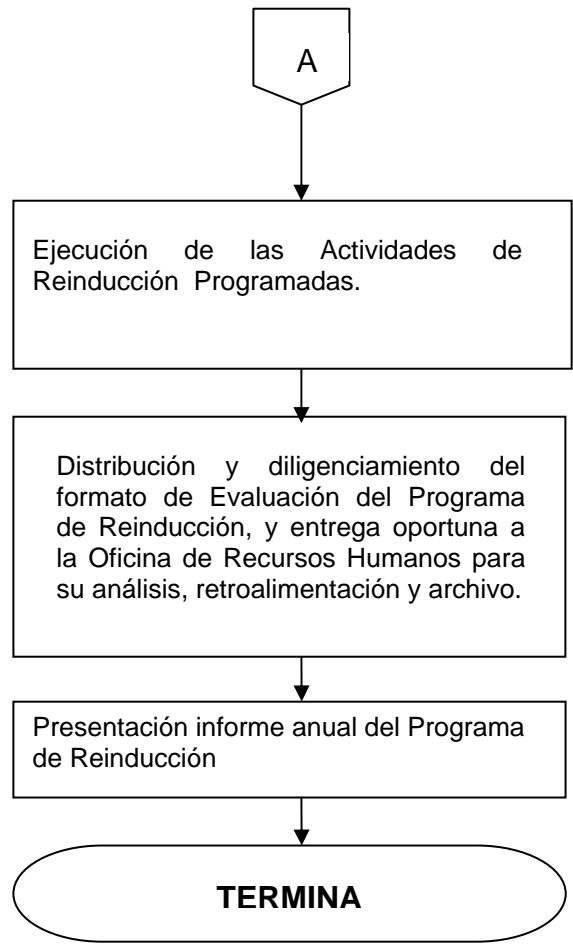 A
Ejecución de las Actividades de
Reinducción Programadas.
Distribución y diligenciamiento del
formato de Evaluación del Programa
de Reinducción, y entrega oportuna a
la Oficina de Recursos Humanos para
su análisis, retroalimentación y archivo.
Presentación informe anual del Programa
de Reinducción
TERMINA